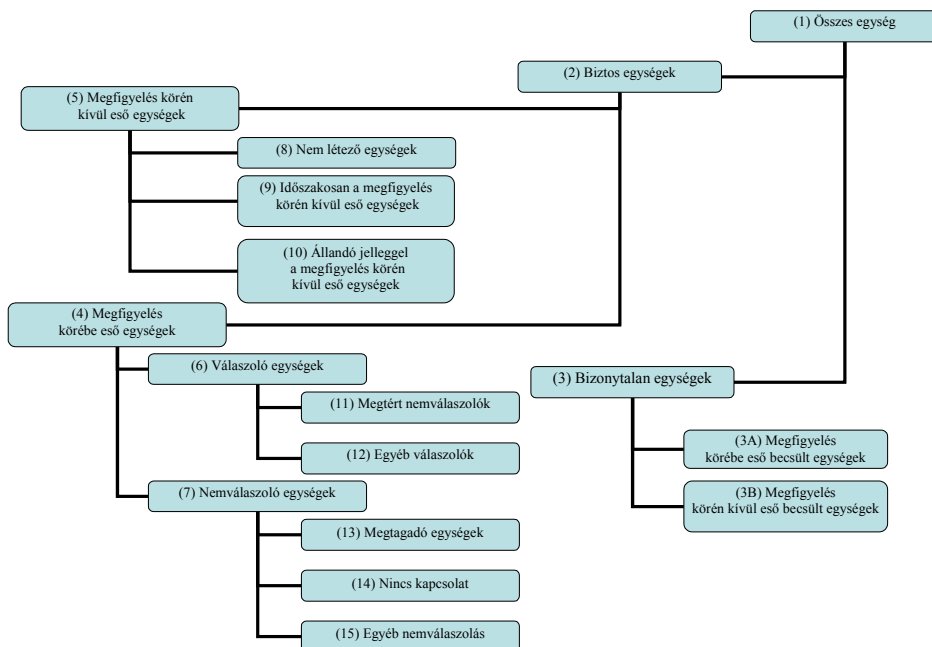 (1) Összes egység
(2) Biztos egységek
(5) Megfigyelés körén
kívül eső egységek
(8) Nem létező egységek
(9) Időszakosan a megfigyelés
körén kívül eső egységek
(10) Állandó jelleggel
a megfigyelés körén
kívül eső egységek
(4) Megfigyelés
körébe eső egységek
(6) Válaszoló egységek
(11) Megtért nemválaszolók
(12) Egyéb válaszolók
(7) Nemválaszoló egységek
(13) Megtagadó egységek
(14) Nincs kapcsolat
(15) Egyéb nemválaszolás
(3) Bizonytalan egységek
(3A) Megfigyelés
körébe eső becsült egységek
(3B) Megfigyelés
körén kívül eső becsült egységek